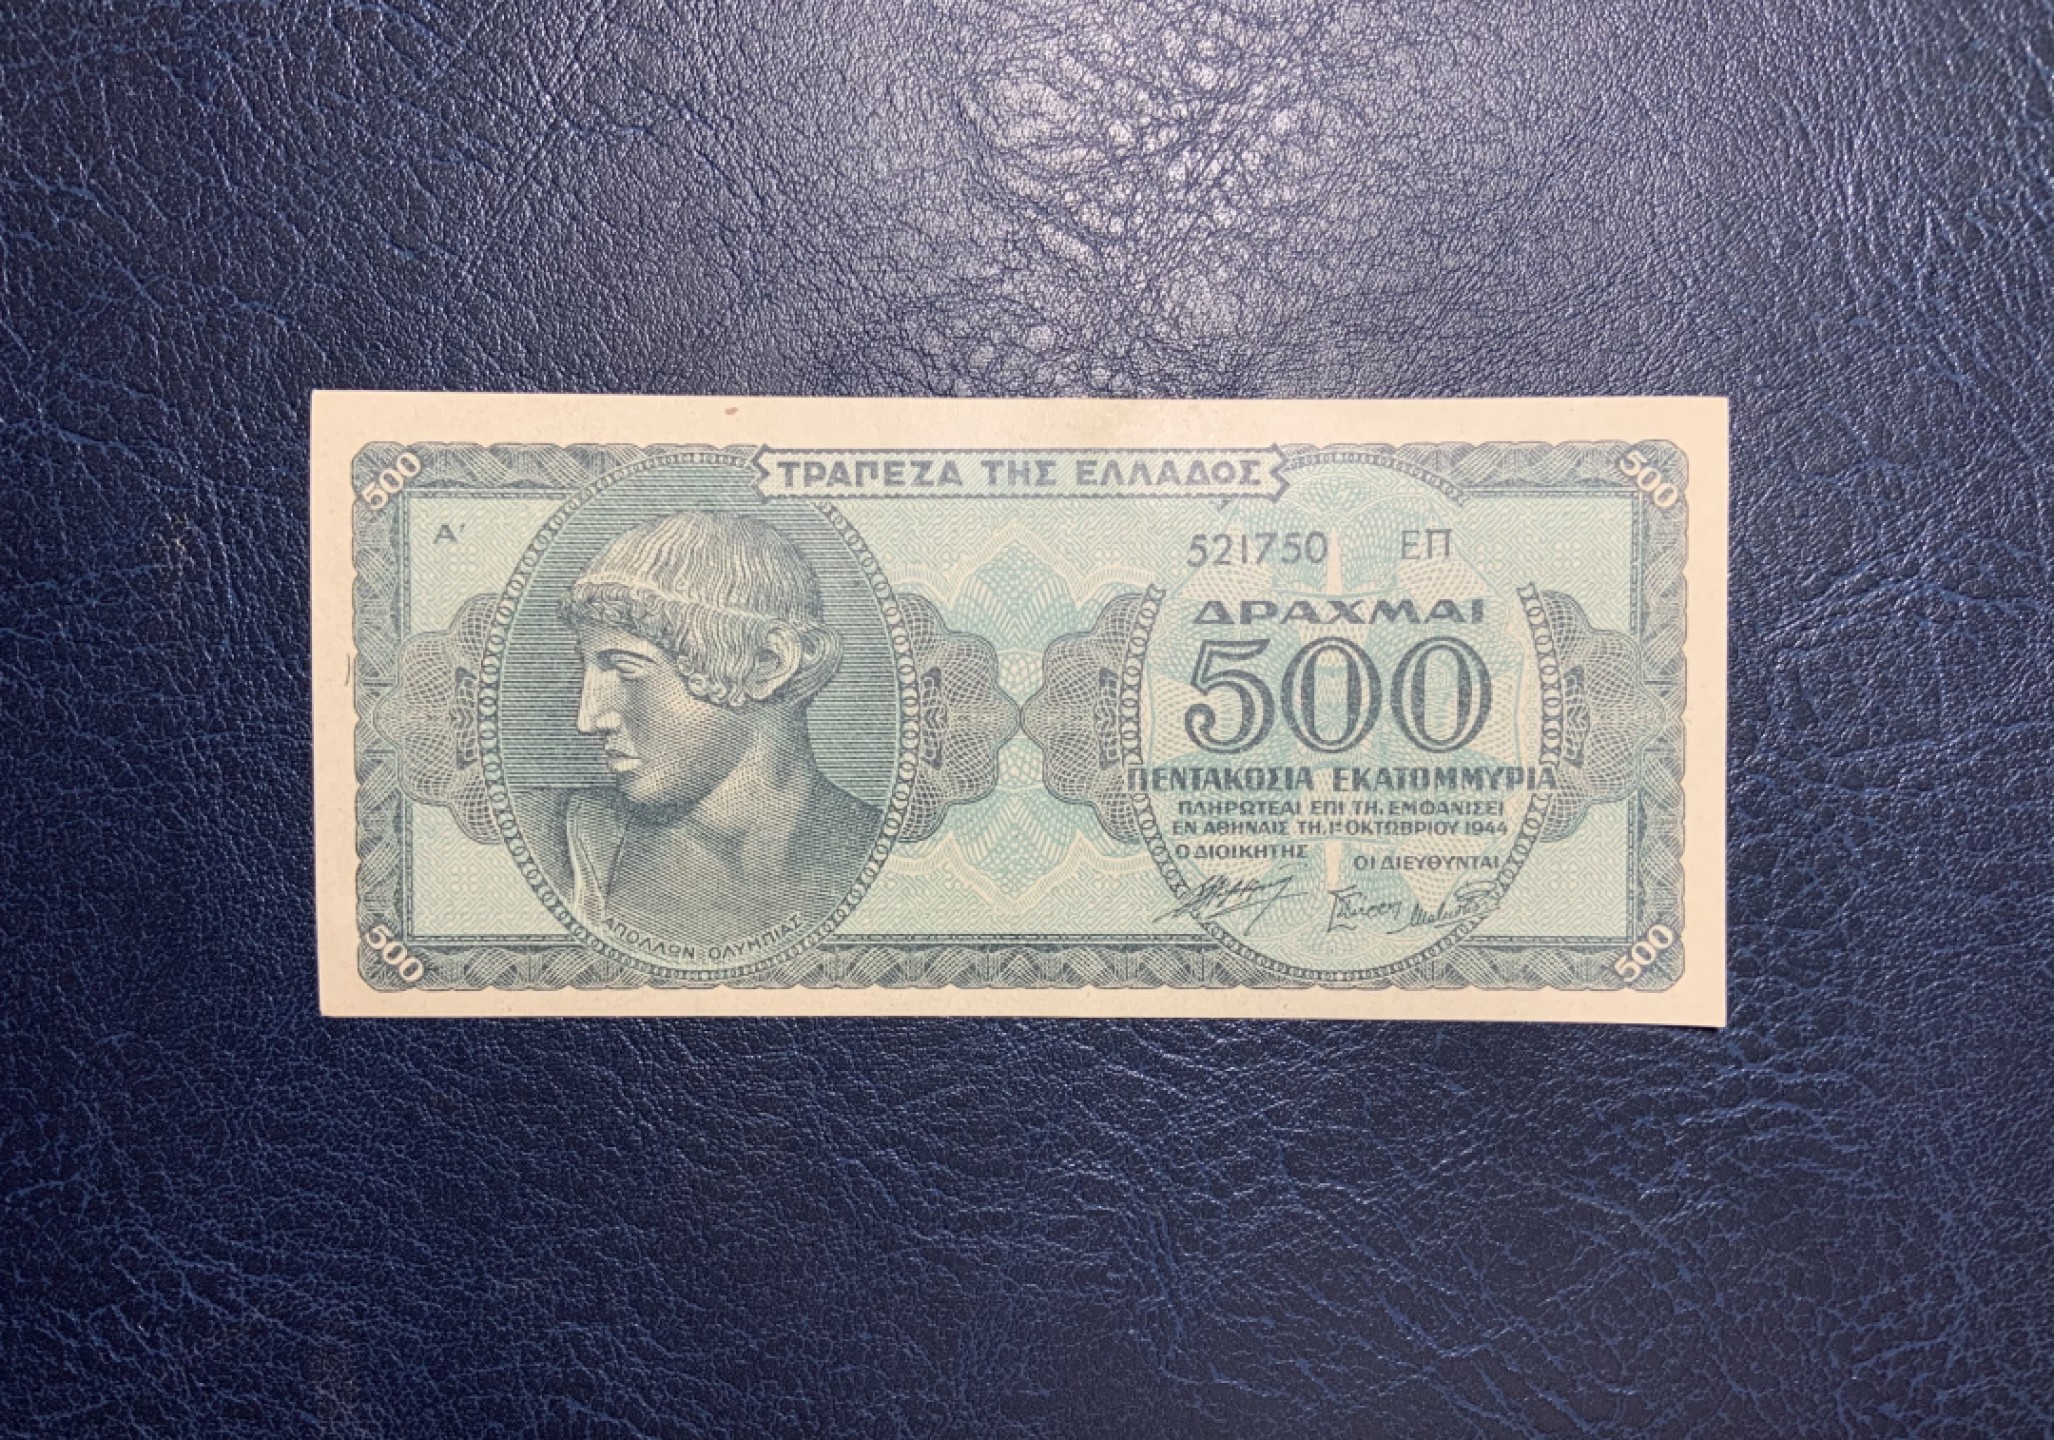 ΤΡΑΠΕΖΑ ΤΗΣ ΕΛΛΑΔΟΣ
500
500
Α΄
521750 ΕΠ
ΔΡΑΧΜΑΙ
500
ΠΕΝΤΑΚΟΣΙΑ ΕΚΑΤΟΜΜΥΡΙΑ
ΠΛΗΡΩΤΕΑΙ ΕΠΙ ΤΗ, ΕΜΦΑΝΙΣΕΙ
ΕΝ ΑΘΗΝΑΙΣ ΤΗ, 1Η ΟΚΤΩΒΡΙΟΥ 1944
Ο ΔΙΟΙΚΗΤΗΣ ΟΙ ΔΙΕΥΘΥΝΤΑΙ
ΑΠΟΛΛΩΝ ΟΛΥΜΠΙΑΣ
500
500